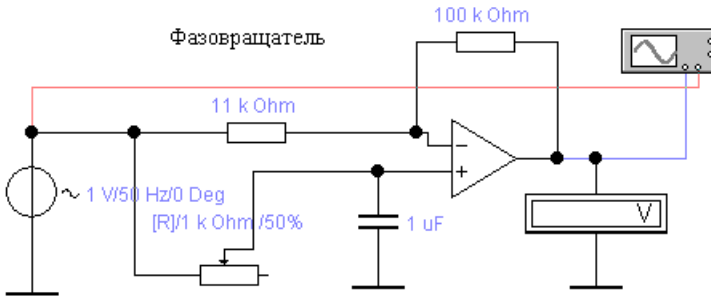 100 k Ohm
Фазовращатель
11 k Ohm
1 V/50 Hz/0 Deg
[R]/1 k Ohm /50%
1 uF
V